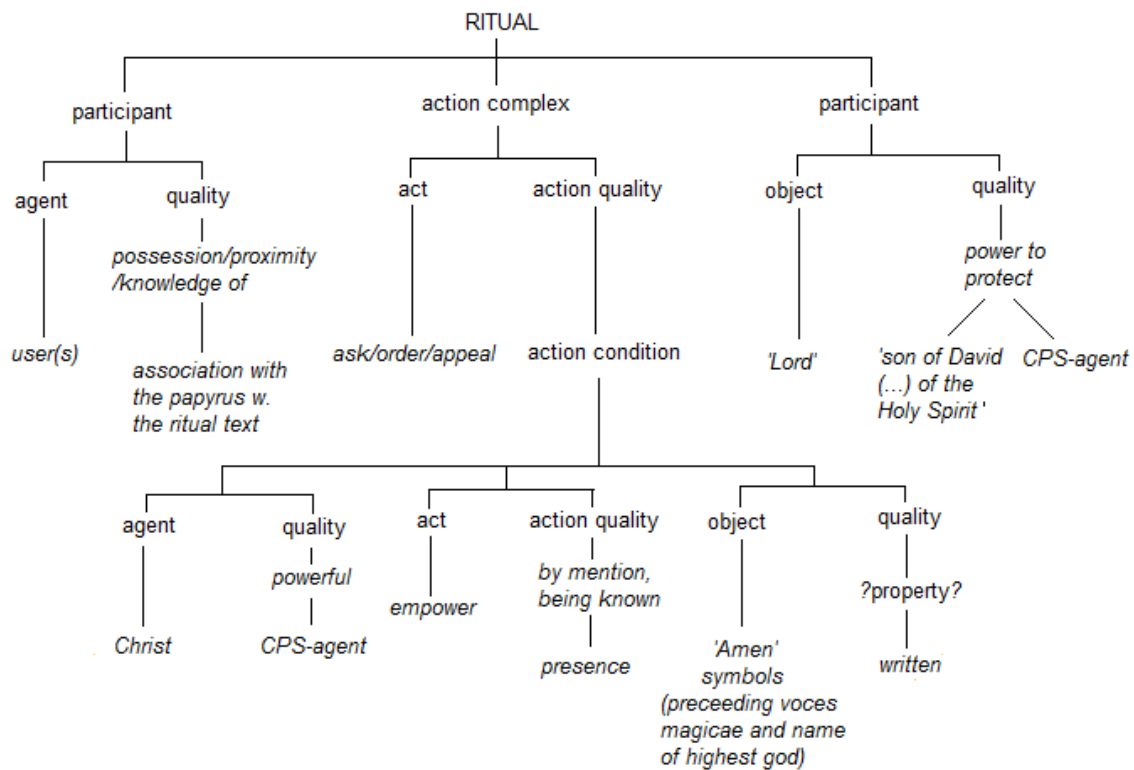 RITUAL
participant
action complex
participant
agent
quality
act
action quality
object
quality
possession/proximity
/knowledge of
power to
protect
user(s)
association with
the papyrus w.
the ritual text
ask/order/appeal
action condition
'Lord'
'son of David
(...) of the
Holy Spirit '
CPS-agent
agent
quality
act
action quality
object
quality
powerful
by mention,
being known
?property?
Christ
CPS-agent
empower
presence
'Amen'
symbols
(preceeding voces
magicae and name
of highest god)
written